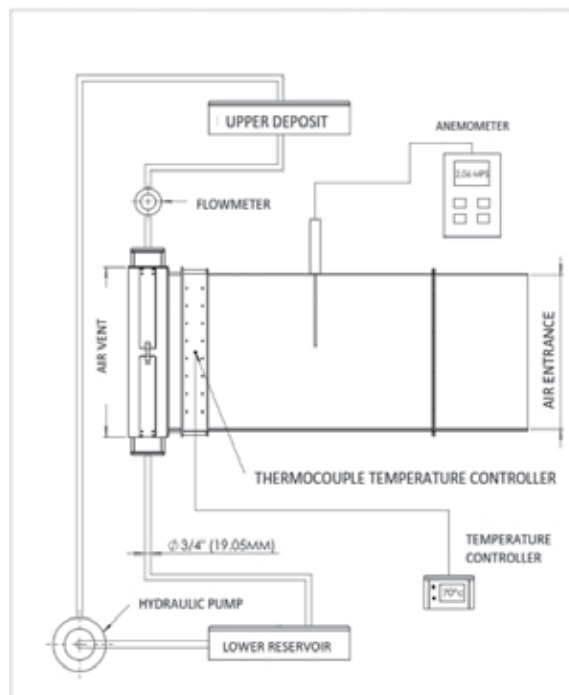 UPPER DEPOSIT
ANEMOMETER
2.06 MPS
FLOWMETER
AIR VENT
AIR ENTRANCE
THERMOCOUPLE TEMPERATURE CONTROLLER
Ø 3/4" (19.05MM)
TEMPERATURE
CONTROLLER
70°c
HYDRAULIC PUMP
LOWER RESERVOIR